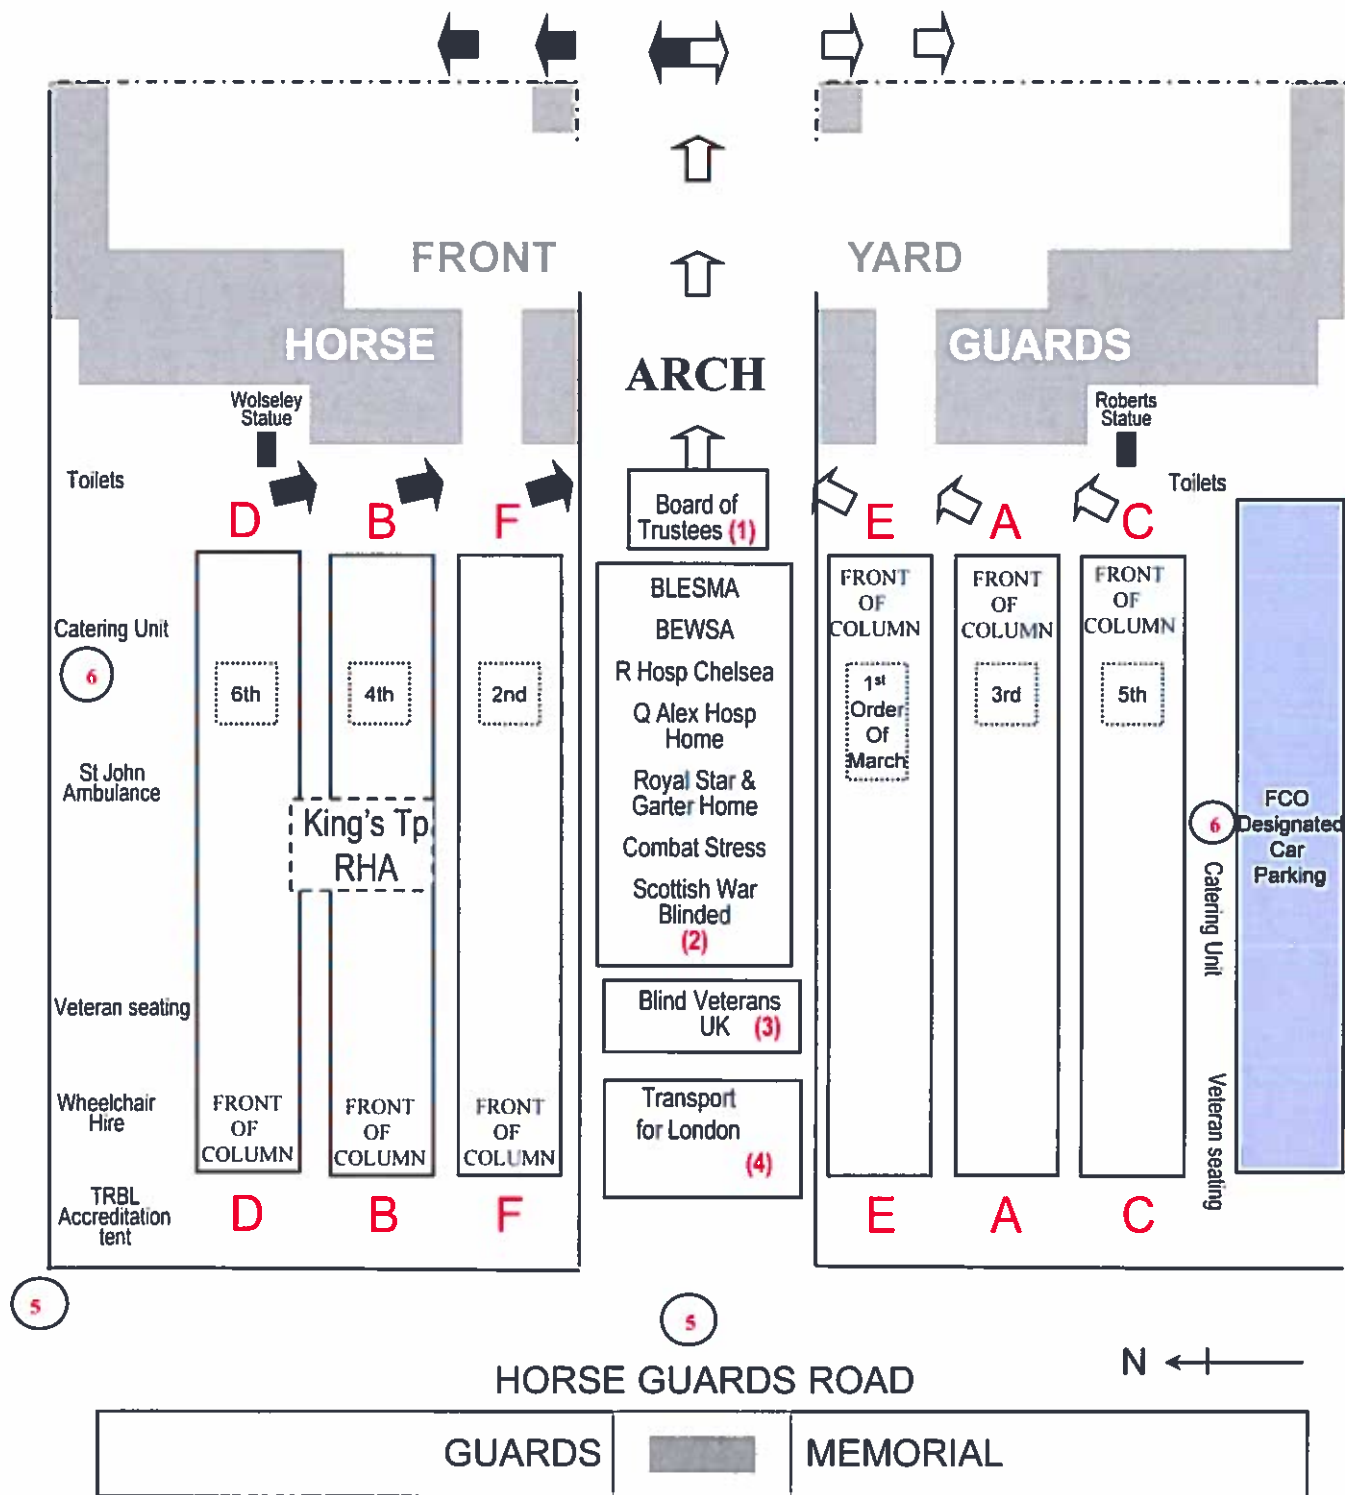 FRONT YARD
HORSE GUARDS
ARCH
Wolseley
Statue
Roberts
Statue
Toilets
Toilets
D B F
Board of
Trustees (1)
E A C
BLESMA
BEWSA
R Hosp Chelsea
Q Alex Hosp
Home
Royal Star &
Garter Home
Combat Stress
Scottish War
Blinded
(2)
FRONT
OF
COLUMN
FRONT
OF
COLUMN
FRONT
OF
COLUMN
Catering Unit
6
6th
4th
2nd
1st
Order
Of
March
3rd
5th
St John
Ambulance
King's Tp
RHA
6
FCO
Designated
Car
Parking
Catering Unit
Veteran seating
Blind Veterans
UK (3)
Veteran seating
Wheelchair
Hire
FRONT
OF
COLUMN
FRONT
OF
COLUMN
FRONT
OF
COLUMN
Transport
for London
(4)
TRBL
Accreditation
tent
D B F
E A C
5
5
N
HORSE GUARDS ROAD
GUARDS MEMORIAL